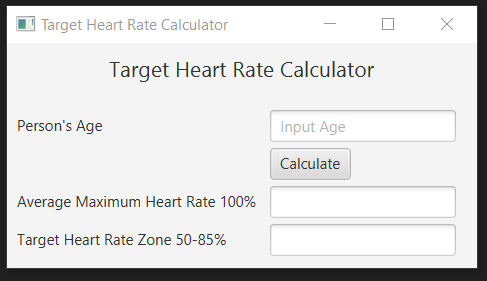 Target Heart Rate Calculator
Target Heart Rate Calculator
Person's Age
Input Age
Calculate
Average Maximum Heart Rate 100%
Target Heart Rate Zone 50-85%